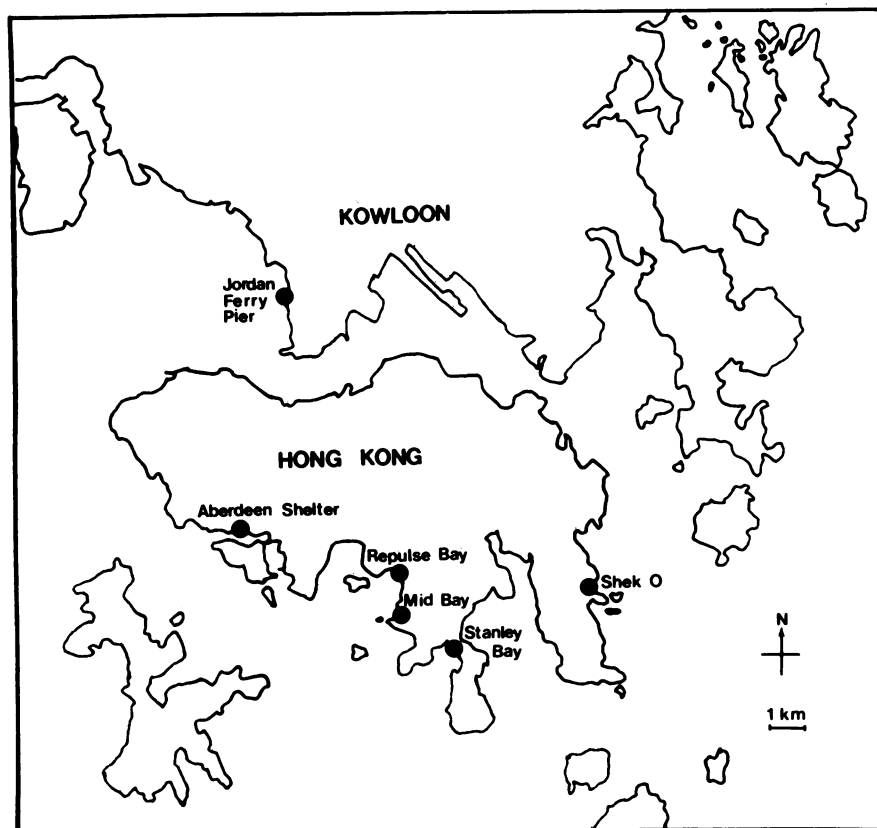 KOWLOON
Jordan
Ferry
Pier
HONG KONG
Aberdeen Shelter
Repulse Bay
Shek O
Mid Bay
Stanley
Bay
N
1 km